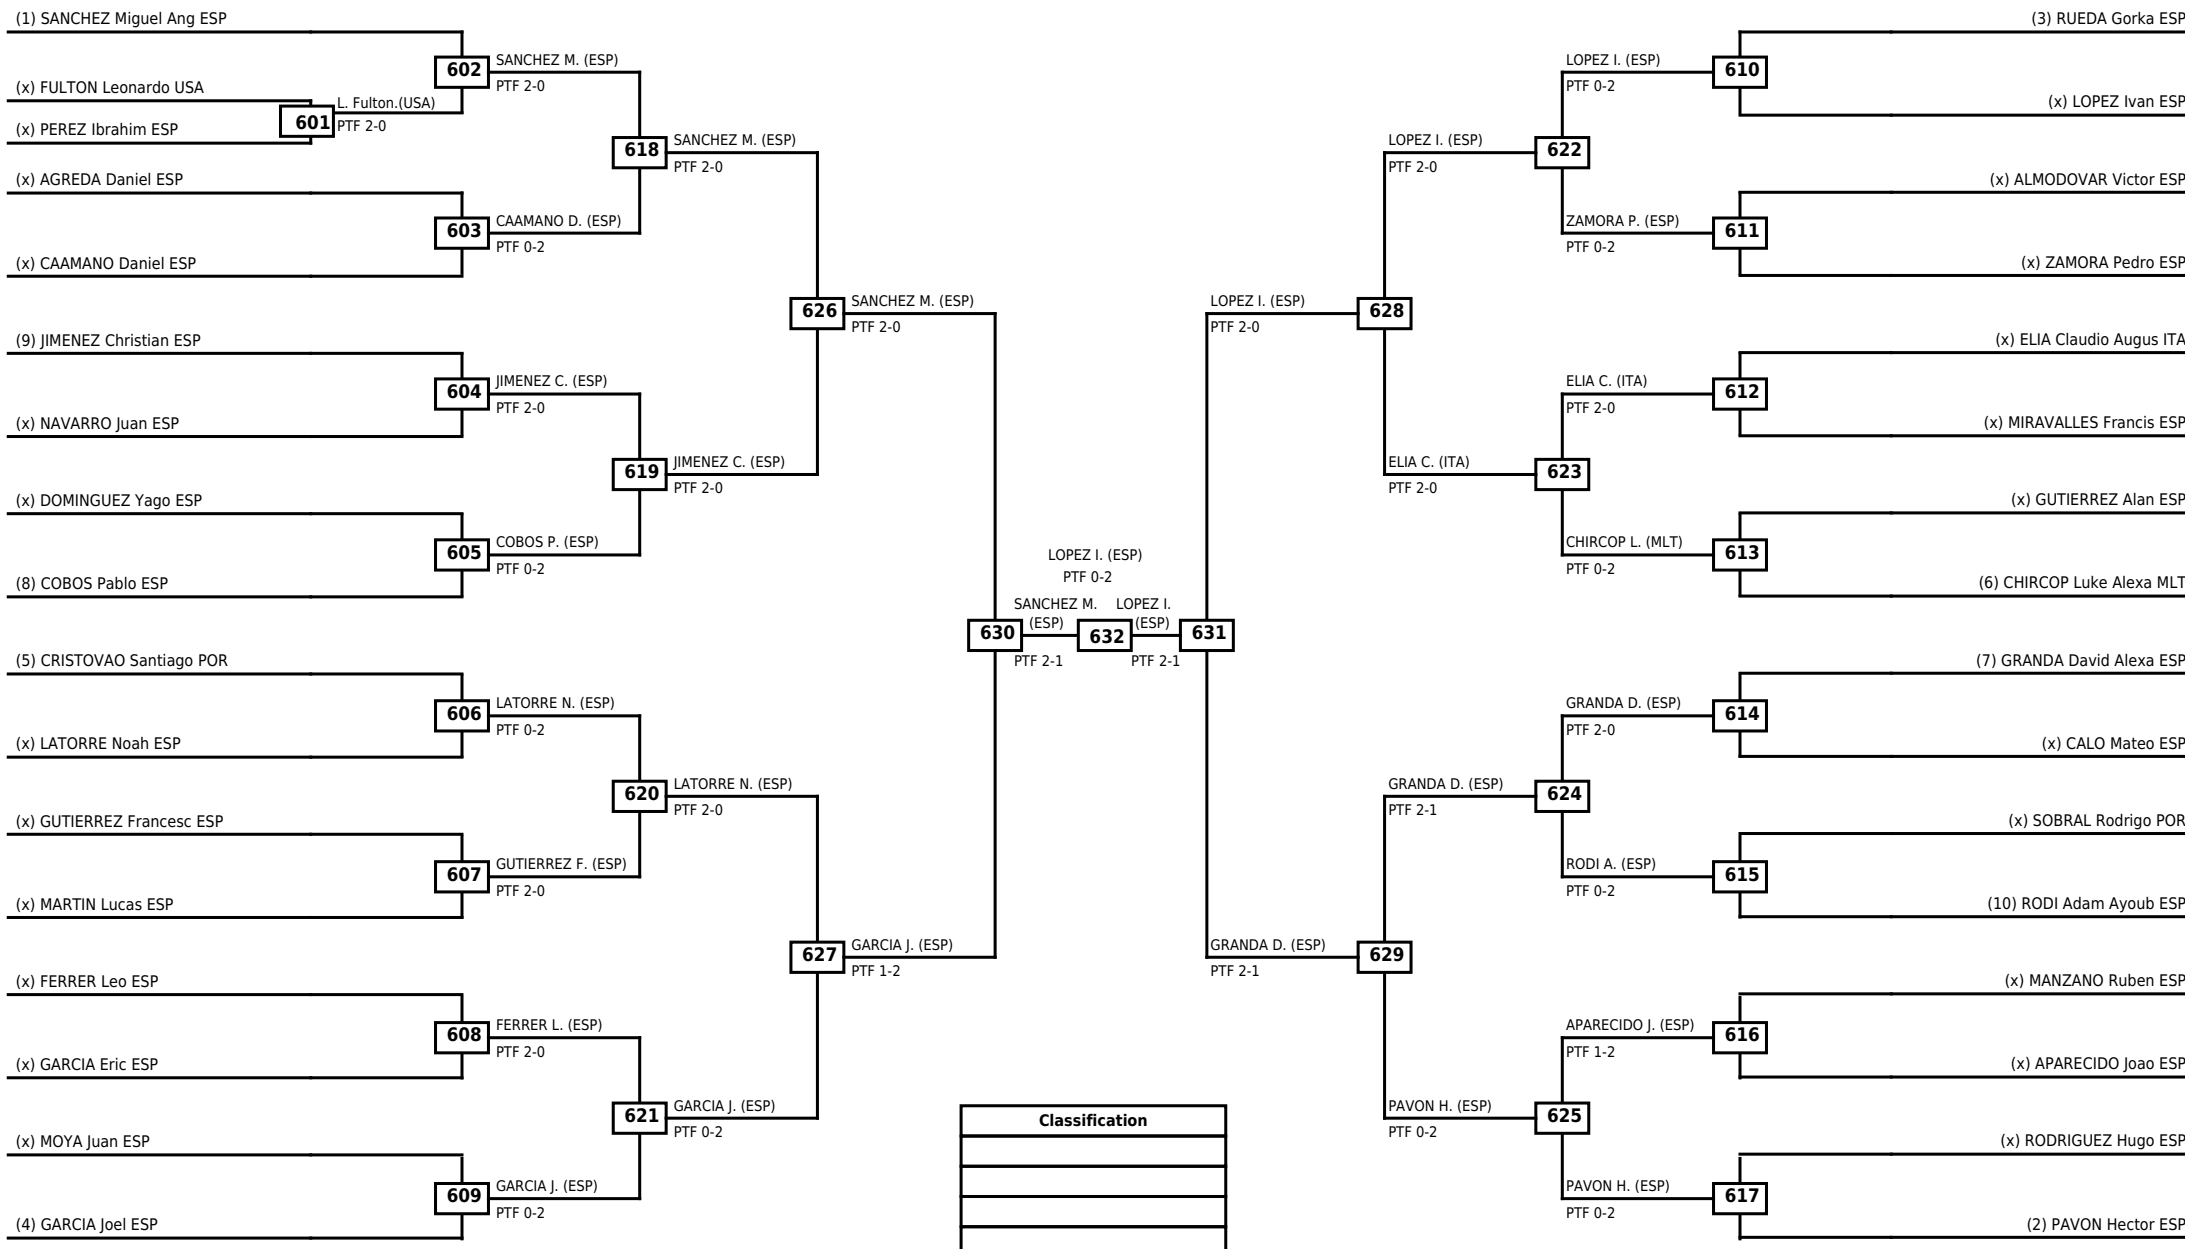 (1) SANCHEZ Miguel Ang ESP
(x) FULTON Leonardo USA
(x) PEREZ Ibrahim ESP
(x) AGREDA Daniel ESP
(x) CAAMANO Daniel ESP
(9) JIMENEZ Christian ESP
(x) NAVARRO Juan ESP
(x) DOMINGUEZ Yago ESP
(8) COBOS Pablo ESP
(5) CRISTOVAO Santiago POR
(x) LATORRE Noah ESP
(x) GUTIERREZ Francesc ESP
(x) MARTIN Lucas ESP
(x) FERRER Leo ESP
(x) GARCIA Eric ESP
(x) MOYA Juan ESP
(4) GARCIA Joel ESP
601
L. Fulton.(USA)
PTF 2-0
602
SANCHEZ M. (ESP)
PTF 2-0
603
CAAMANO D. (ESP)
PTF 0-2
604
JIMENEZ C. (ESP)
PTF 2-0
605
COBOS P. (ESP)
PTF 0-2
606
LATORRE N. (ESP)
PTF 0-2
607
GUTIERREZ F. (ESP)
PTF 2-0
608
FERRER L. (ESP)
PTF 2-0
609
GARCIA J. (ESP)
PTF 0-2
618
SANCHEZ M. (ESP)
PTF 2-0
619
JIMENEZ C. (ESP)
PTF 2-0
620
LATORRE N. (ESP)
PTF 2-0
621
GARCIA J. (ESP)
PTF 0-2
626
SANCHEZ M. (ESP)
PTF 2-0
627
GARCIA J. (ESP)
PTF 1-2
LOPEZ I. (ESP)
PTF 0-2
630
SANCHEZ M.
(ESP)
PTF 2-1
632
LOPEZ I.
(ESP)
PTF 2-1
631
LOPEZ I. (ESP)
PTF 2-0
628
GRANDA D. (ESP)
PTF 2-1
629
LOPEZ I. (ESP)
PTF 2-0
622
ELIA C. (ITA)
PTF 2-0
623
GRANDA D. (ESP)
PTF 2-1
624
PAVON H. (ESP)
PTF 0-2
625
LOPEZ I. (ESP)
PTF 0-2
610
ZAMORA P. (ESP)
PTF 0-2
611
ELIA C. (ITA)
PTF 2-0
612
CHIRCOP L. (MLT)
PTF 0-2
613
GRANDA D. (ESP)
PTF 2-0
614
RODI A. (ESP)
PTF 0-2
615
APARECIDO J. (ESP)
PTF 1-2
616
PAVON H. (ESP)
PTF 0-2
617
(3) RUEDA Gorka ESP
(x) LOPEZ Ivan ESP
(x) ALMODOVAR Victor ESP
(x) ZAMORA Pedro ESP
(x) ELIA Claudio Augus ITA
(x) MIRAVALLES Francis ESP
(x) GUTIERREZ Alan ESP
(6) CHIRCOP Luke Alexa MLT
(7) GRANDA David Alexa ESP
(x) CALO Mateo ESP
(x) SOBRAL Rodrigo POR
(10) RODI Adam Ayoub ESP
(x) MANZANO Ruben ESP
(x) APARECIDO Joao ESP
(x) RODRIGUEZ Hugo ESP
(2) PAVON Hector ESP
Classification